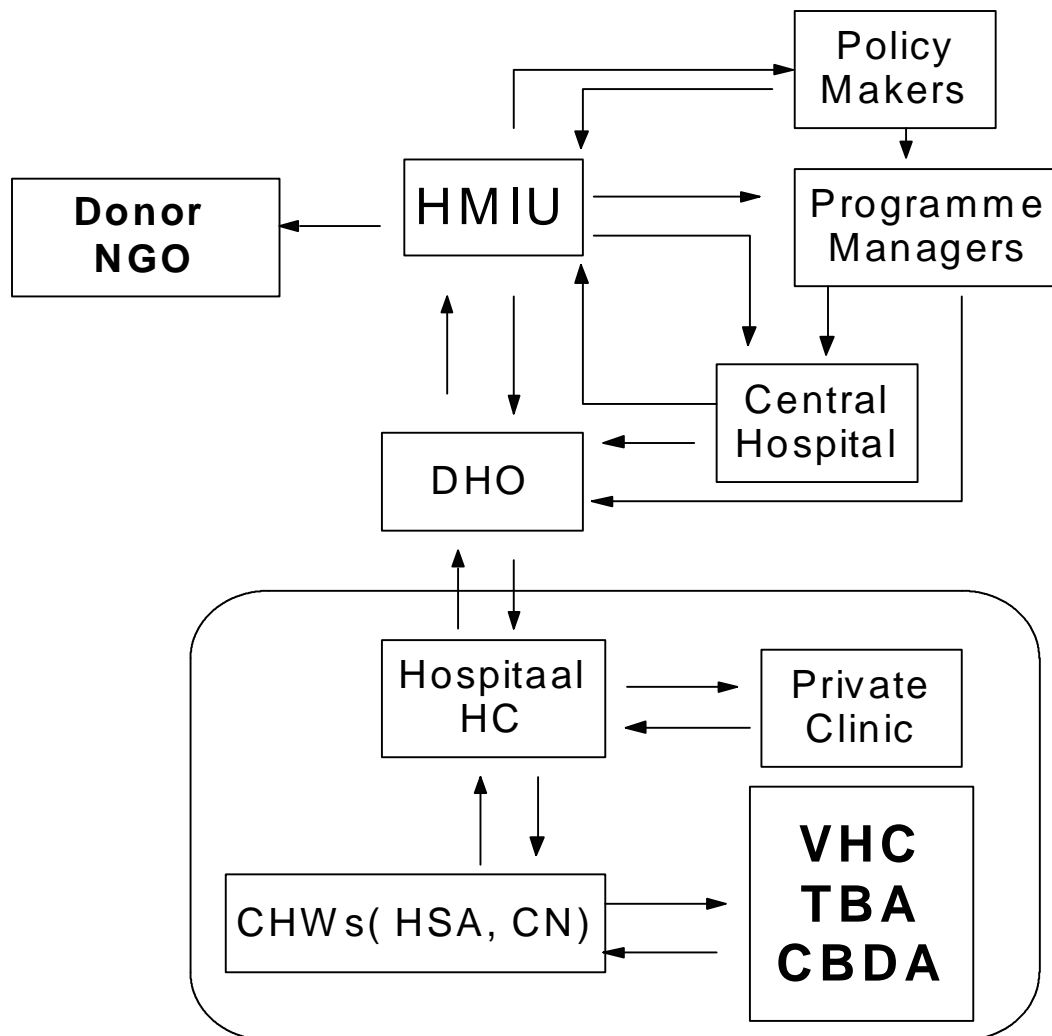 Policy
Makers
HMIU
Donor
NGO
Programme
Managers
Central
Hospital
DHO
Hospitaal
HC
Private
Clinic
CHWs( HSA, CN)
VHC
TBA
CBDA